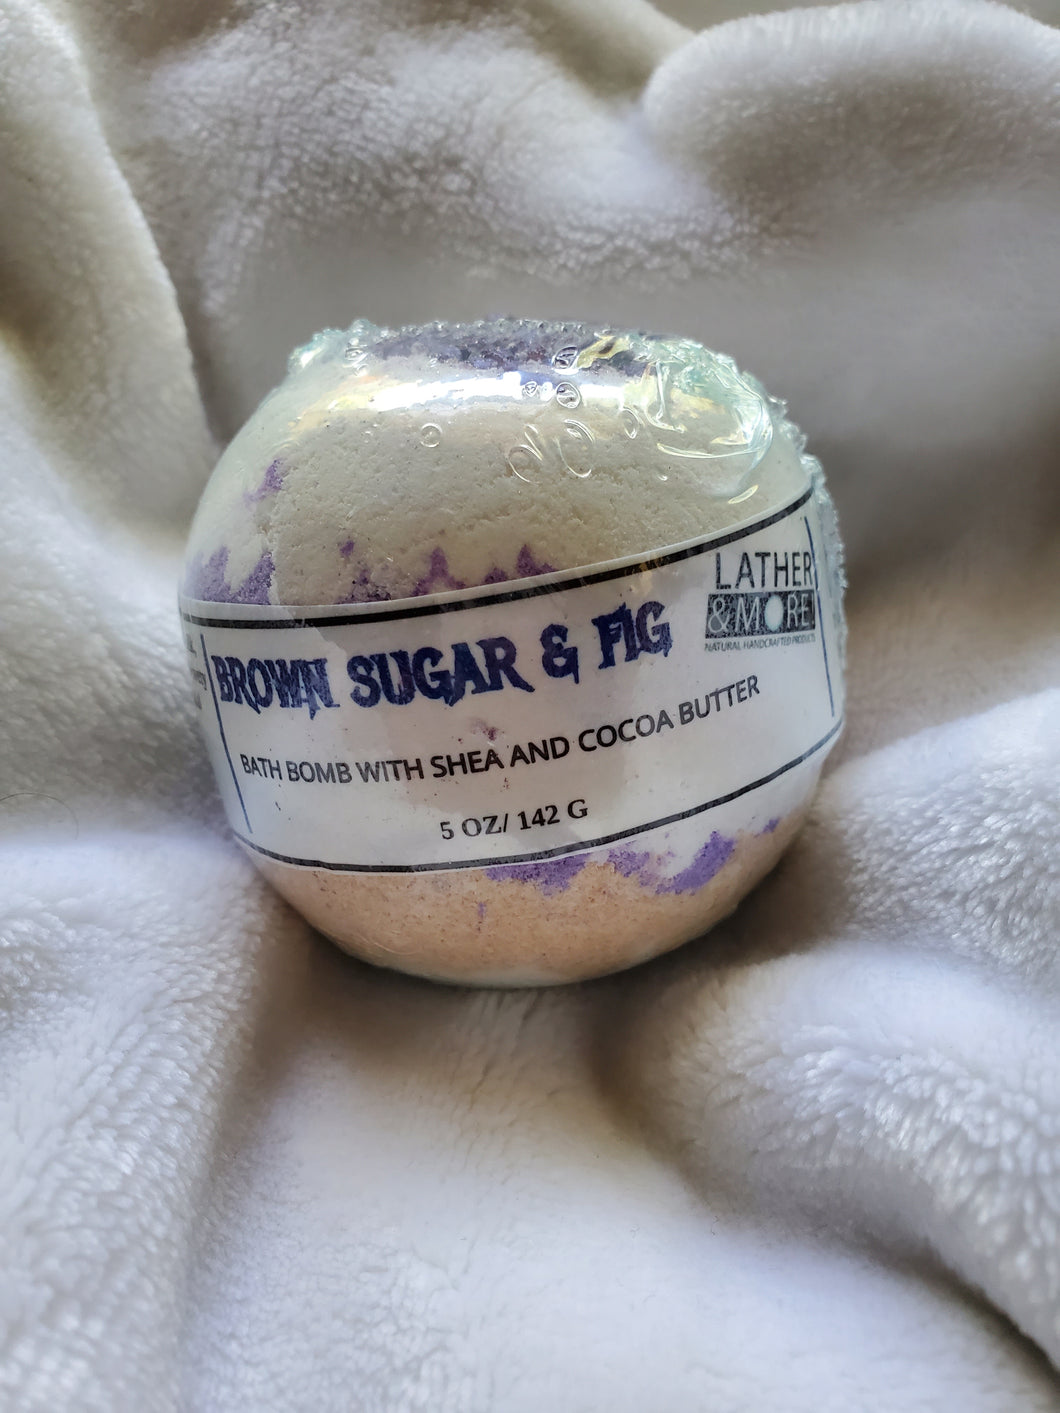 LATHER
&MORE
NATURAL HANDCRAFTED PRODUCTS
BROWN SUGAR & FIG
BATH BOMB WITH SHEA AND COCOA BUTTER
5 OZ/ 142 G